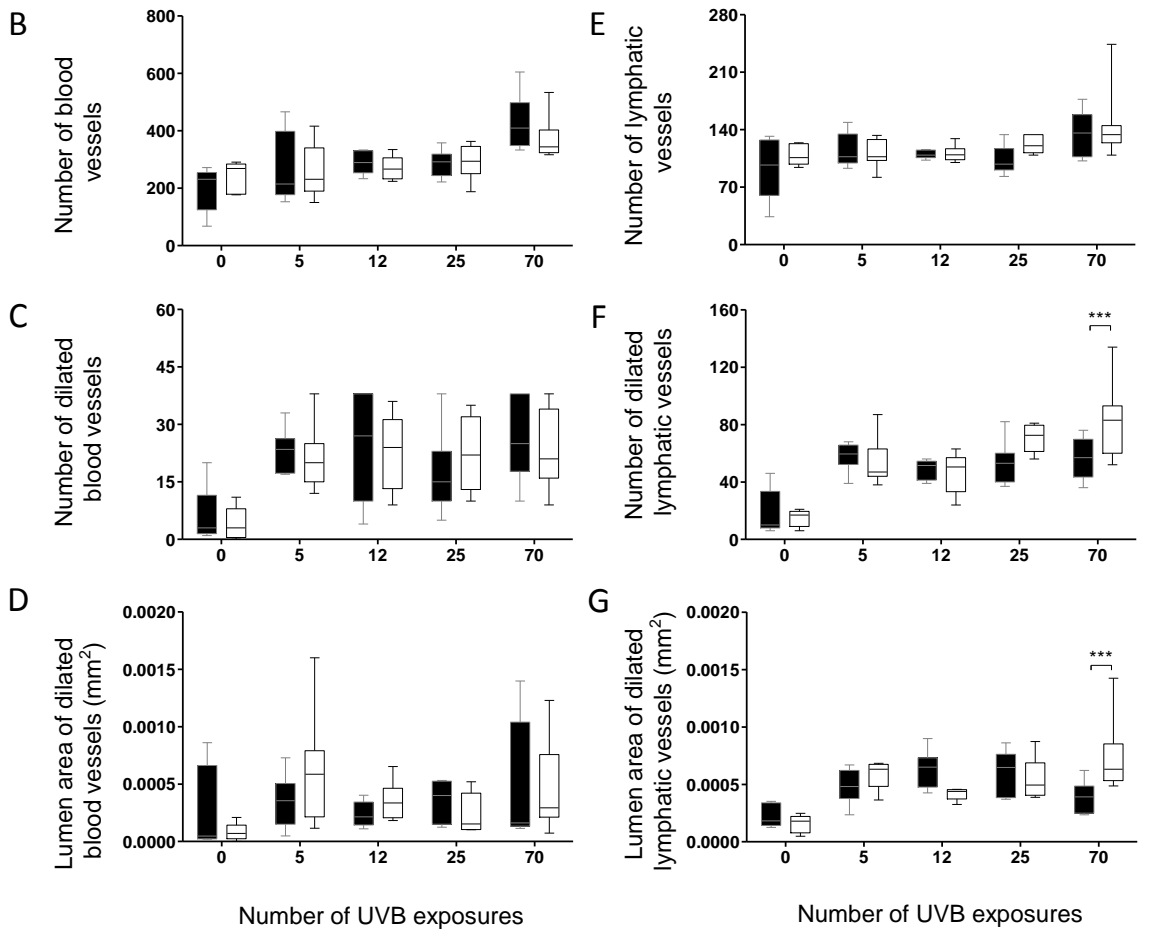 B
Number of blood
vessels
800
600
400
200
0
0 5 12 25 70
E
Number of lymphatic
vessels
280
210
140
70
0
0 5 12 25 70
C
Number of dilated
blood vessels
60
45
30
15
0
0 5 12 25 70
F
Number of dilated
lymphatic vessels
160
120
80
40
0
***
0 5 12 25 70
D
Lumen area of dilated
blood vessels (mm²)
0.0020
0.0015
0.0010
0.0005
0.0000
0 5 12 25 70
Number of UVB exposures
G
Lumen area of dilated
lymphatic vessels (mm²)
0.0020
0.0015
0.0010
0.0005
0.0000
***
0 5 12 25 70
Number of UVB exposures